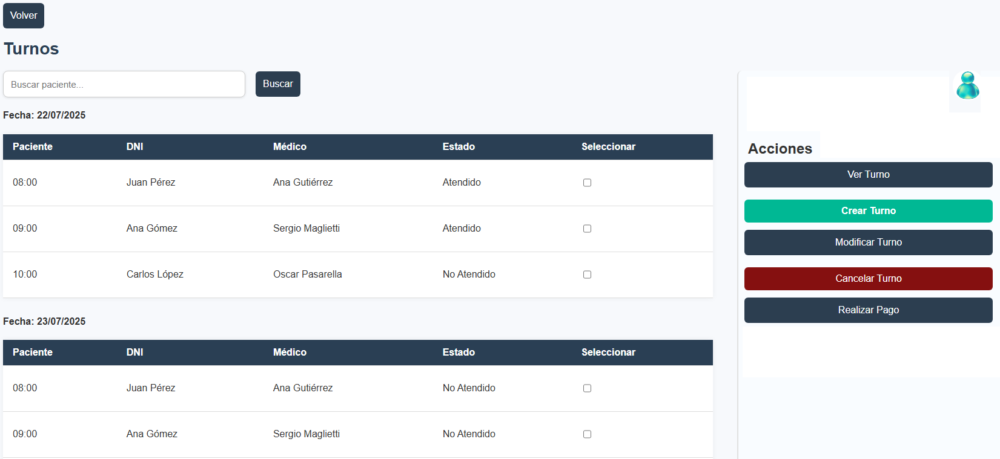 Volver
Turnos
Buscar paciente...
Buscar
Fecha: 22/07/2025
Paciente DNI Médico Estado Seleccionar
08:00 Juan Pérez Ana Gutiérrez Atendido
09:00 Ana Gómez Sergio Maglietti Atendido
10:00 Carlos López Oscar Pasarella No Atendido
Fecha: 23/07/2025
Paciente DNI Médico Estado Seleccionar
08:00 Juan Pérez Ana Gutiérrez No Atendido
09:00 Ana Gómez Sergio Maglietti No Atendido
Acciones
Ver Turno
Crear Turno
Modificar Turno
Cancelar Turno
Realizar Pago